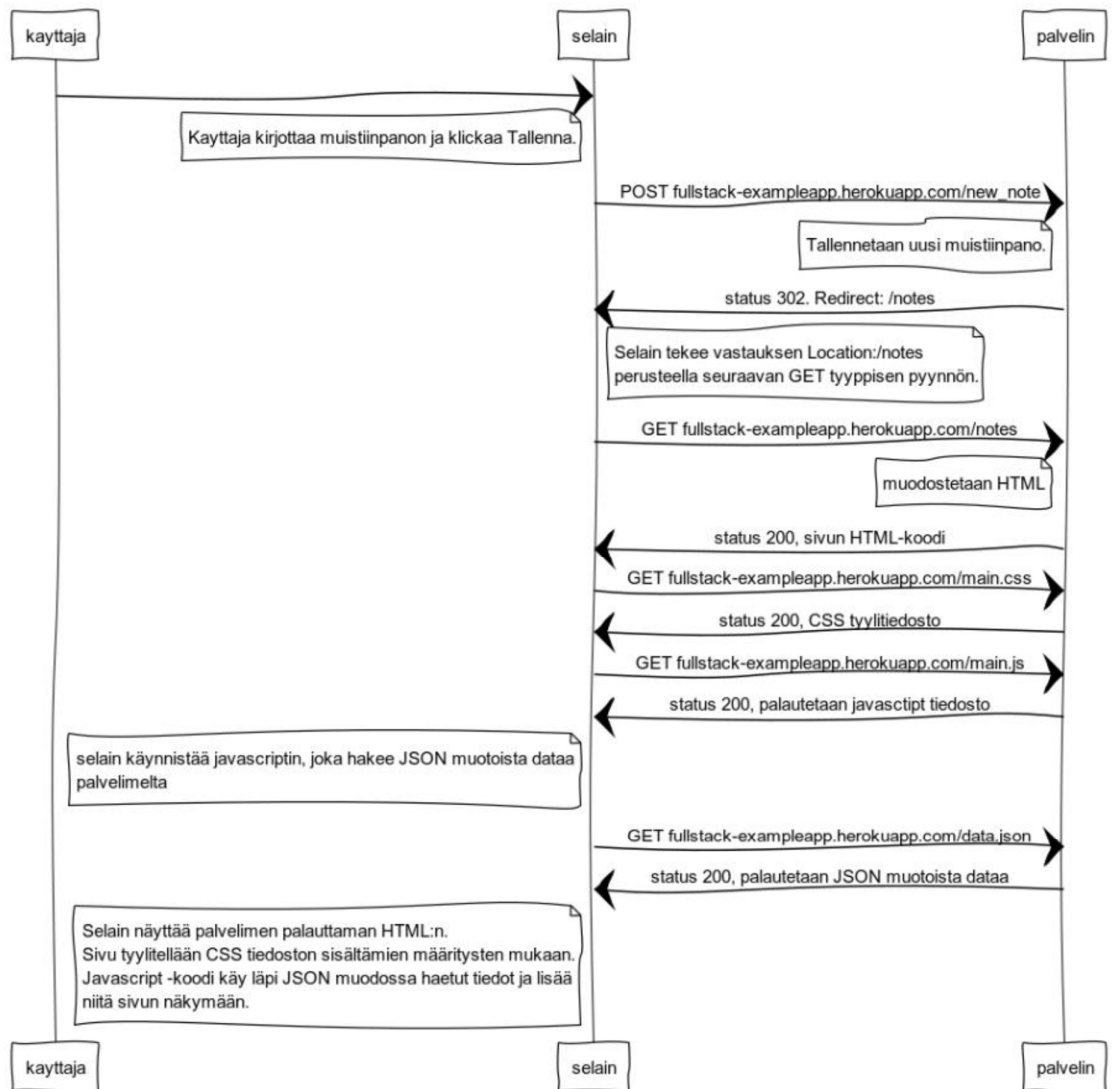 kayttaja
selain
palvelin
Kayttaja kirjottaa muistiinpanon ja klickaa Tallenna.
POST fullstack-exampleapp.herokuapp.com/new_note
Tallennetaan uusi muistiinpano.
status 302. Redirect: /notes
Selain tekee vastauksen Location:/notes
perusteella seuraavan GET tyyppisen pyynnön.
GET fullstack-exampleapp.herokuapp.com/notes
muodostetaan HTML
status 200, sivun HTML-koodi
GET fullstack-exampleapp.herokuapp.com/main.css
status 200, CSS tyylitiedosto
GET fullstack-exampleapp.herokuapp.com/main.js
status 200, palautetaan javasctipt tiedosto
selain käynnistää javascriptin, joka hakee JSON muotoista dataa
palvelimelta
GET fullstack-exampleapp.herokuapp.com/data.json
status 200, palautetaan JSON muotoista dataa
Selain näyttää palvelimen palauttaman HTML:n.
Sivu tyylitellään CSS tiedoston sisältämien määritysten mukaan.
Javascript -koodi käy läpi JSON muodossa haetut tiedot ja lisää
niitä sivun näkymään.
kayttaja
selain
palvelin